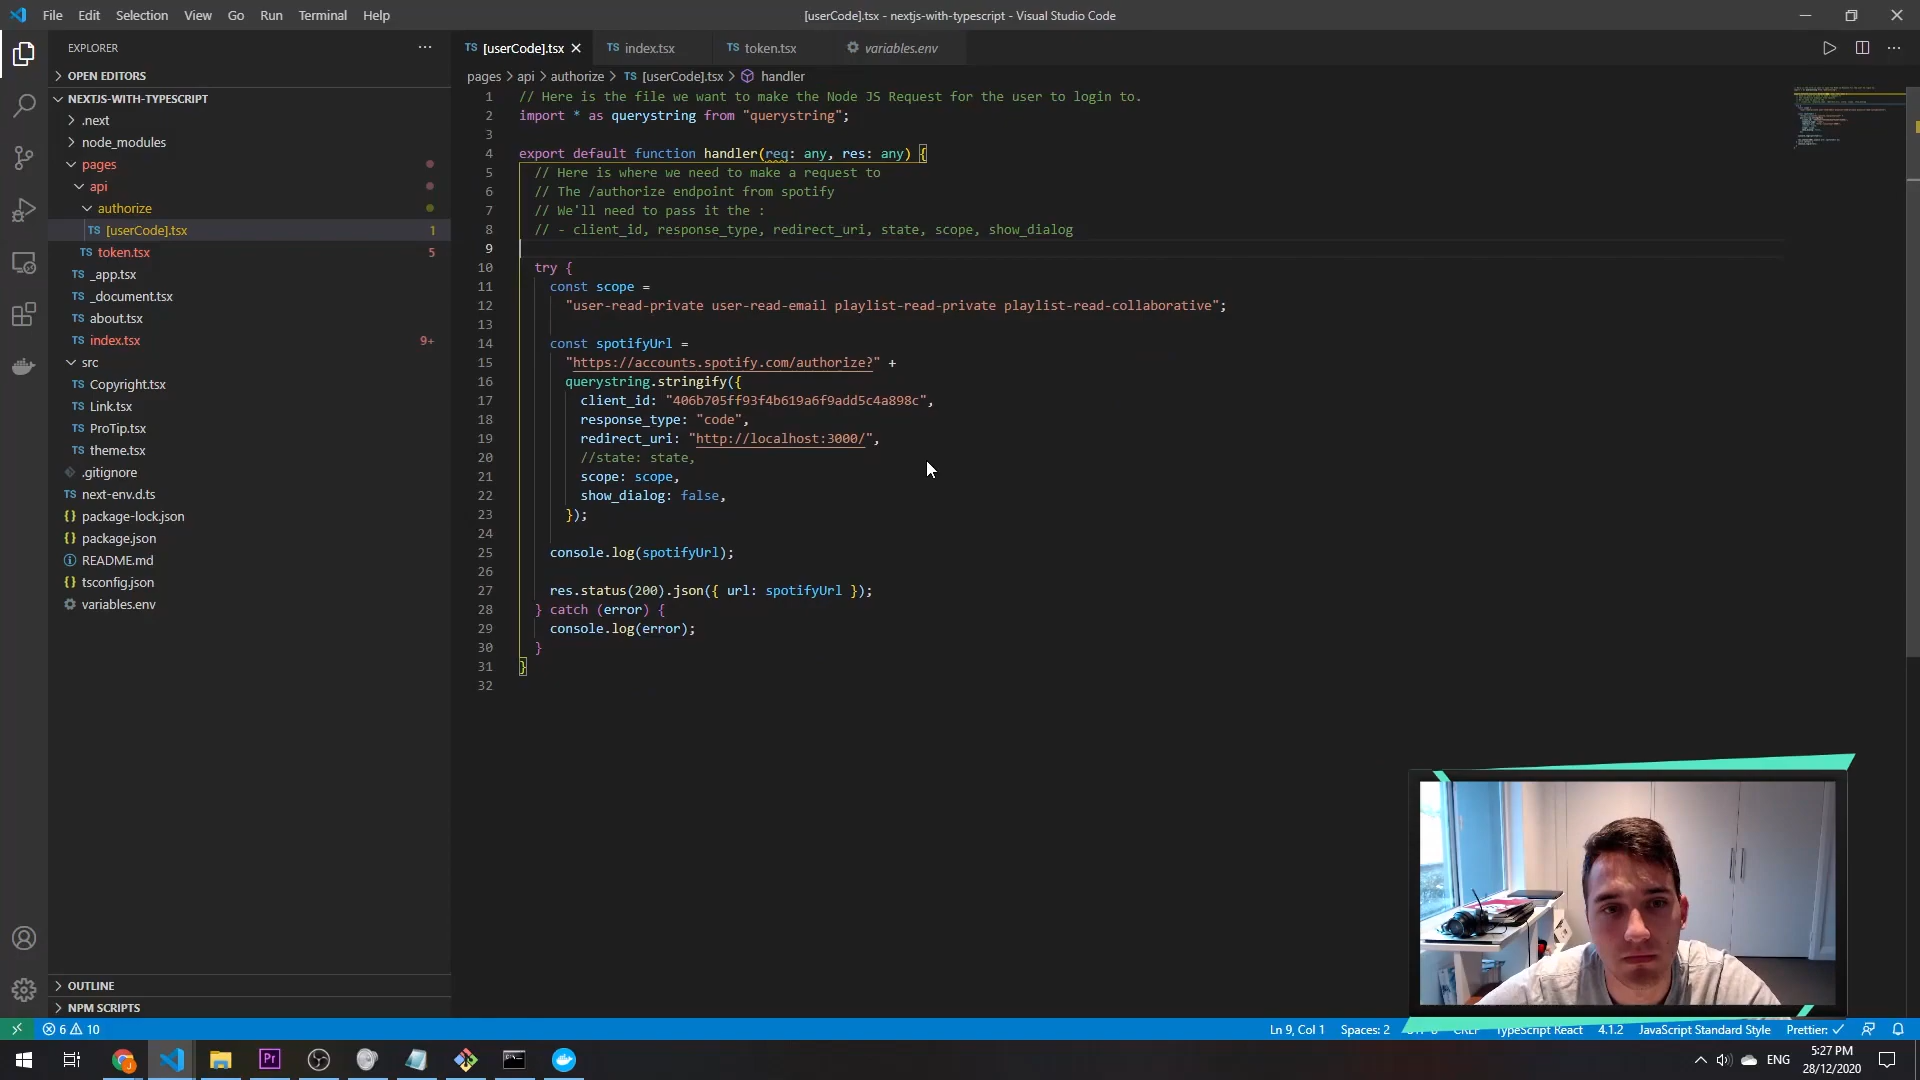 File Edit Selection View Go Run Terminal Help
[userCode].tsx - nextjs-with-typescript - Visual Studio Code
EXPLORER
OPEN EDITORS
NEXTJS-WITH-TYPESCRIPT
.next
node_modules
pages
api
authorize
TS [userCode].tsx 1
TS token.tsx 5
TS _app.tsx
TS _document.tsx
TS about.tsx
TS index.tsx 9+
src
TS Copyright.tsx
TS Link.tsx
TS ProTip.tsx
TS theme.tsx
.gitignore
TS next-env.d.ts
{} package-lock.json
{} package.json
README.md
{} tsconfig.json
variables.env
OUTLINE
NPM SCRIPTS
TS [userCode].tsx TS index.tsx TS token.tsx variables.env
pages > api > authorize > TS [userCode].tsx > handler
1 // Here is the file we want to make the Node JS Request for the user to login to.
2 import * as querystring from "querystring";
3
4 export default function handler(req: any, res: any) {
5 // Here is where we need to make a request to
6 // The /authorize endpoint from spotify
7 // We'll need to pass it the :
8 // - client_id, response_type, redirect_uri, state, scope, show_dialog
9
10 try {
11 const scope =
12 "user-read-private user-read-email playlist-read-private playlist-read-collaborative";
13
14 const spotifyUrl =
15 "https://accounts.spotify.com/authorize?" +
16 querystring.stringify({
17 client_id: "406b705ff93f4b619a6f9add5c4a898c",
18 response_type: "code",
19 redirect_uri: "http://localhost:3000/",
20 //state: state,
21 scope: scope,
22 show_dialog: false,
23 });
24
25 console.log(spotifyUrl);
26
27 res.status(200).json({ url: spotifyUrl });
28 } catch (error) {
29 console.log(error);
30 }
31 }
32
6 10
Ln 9, Col 1 Spaces: 2 CRLF TypeScript React 4.1.2 JavaScript Standard Style Prettier: ✓
Pr
ENG
5:27 PM
28/12/2020